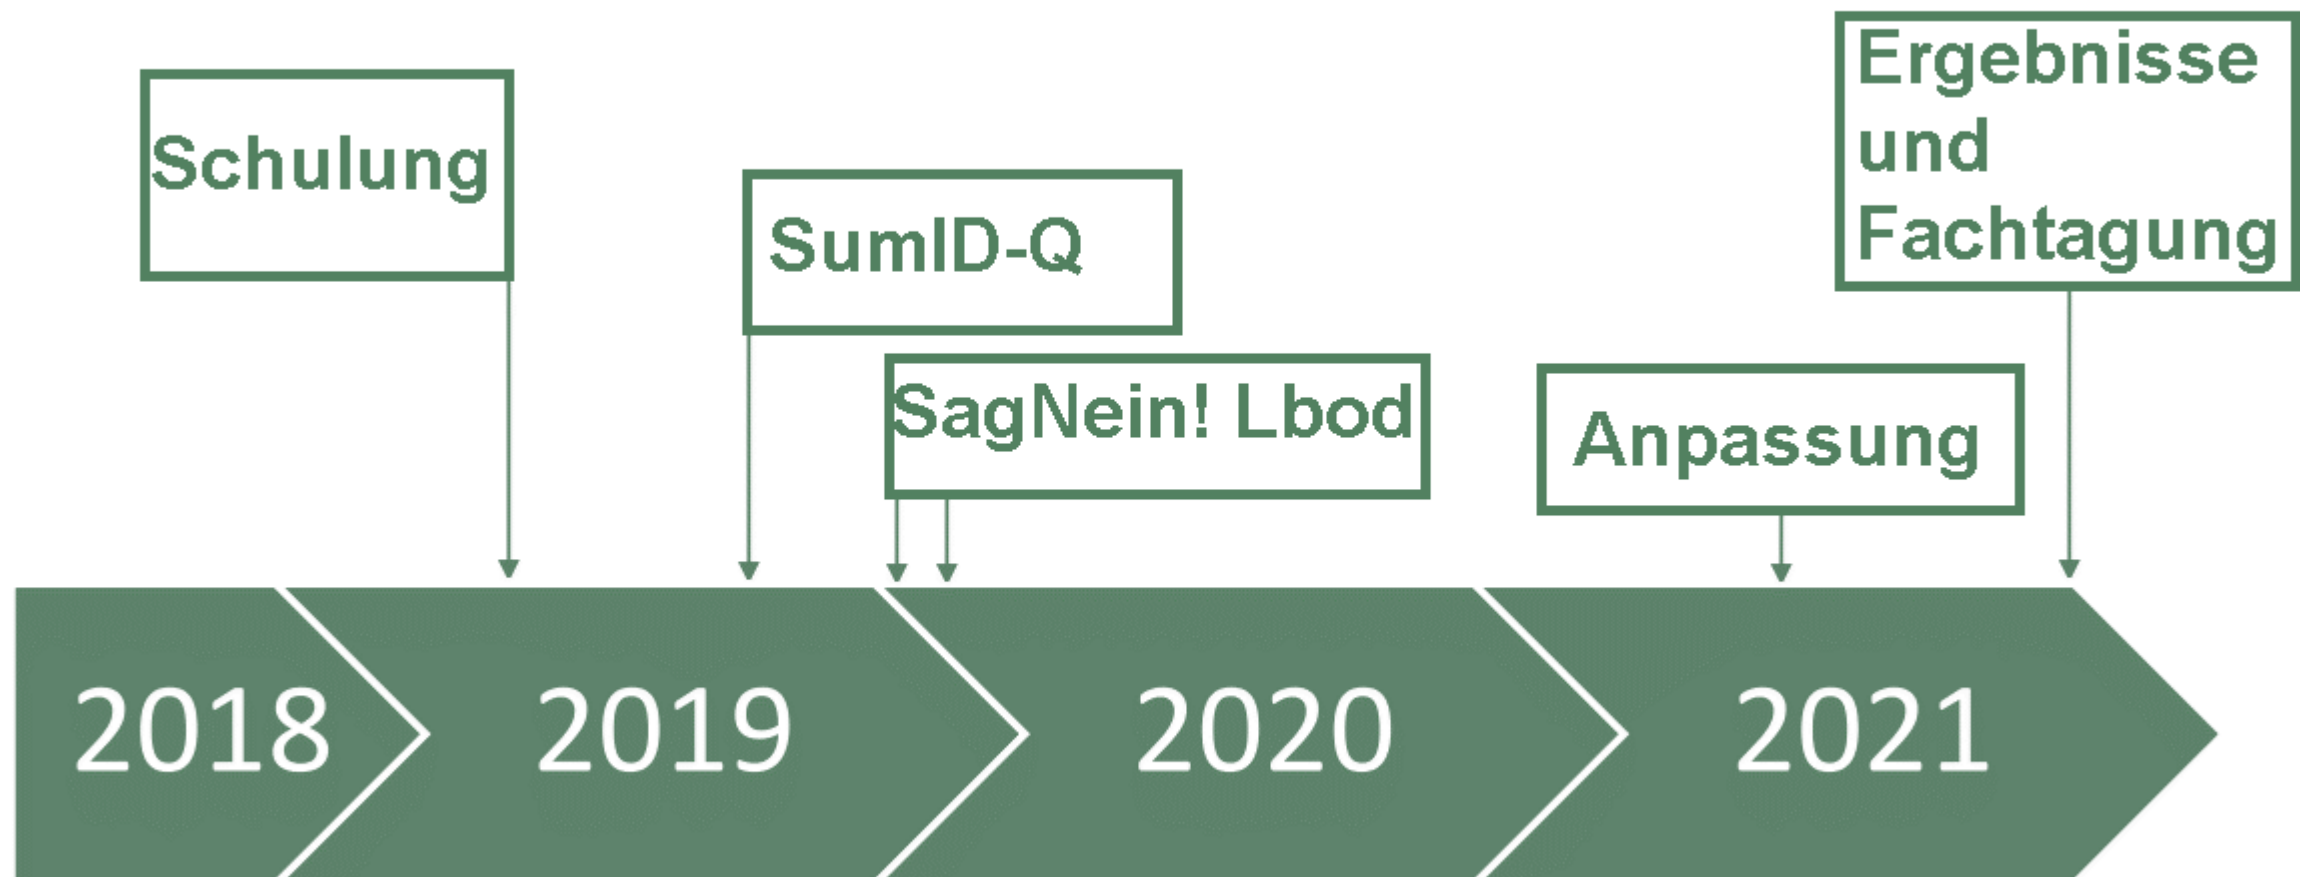 Schulung
SumID-Q
SagNein! Lbod
Anpassung
Ergebnisse
und
Fachtagung
2018
2019
2020
2021